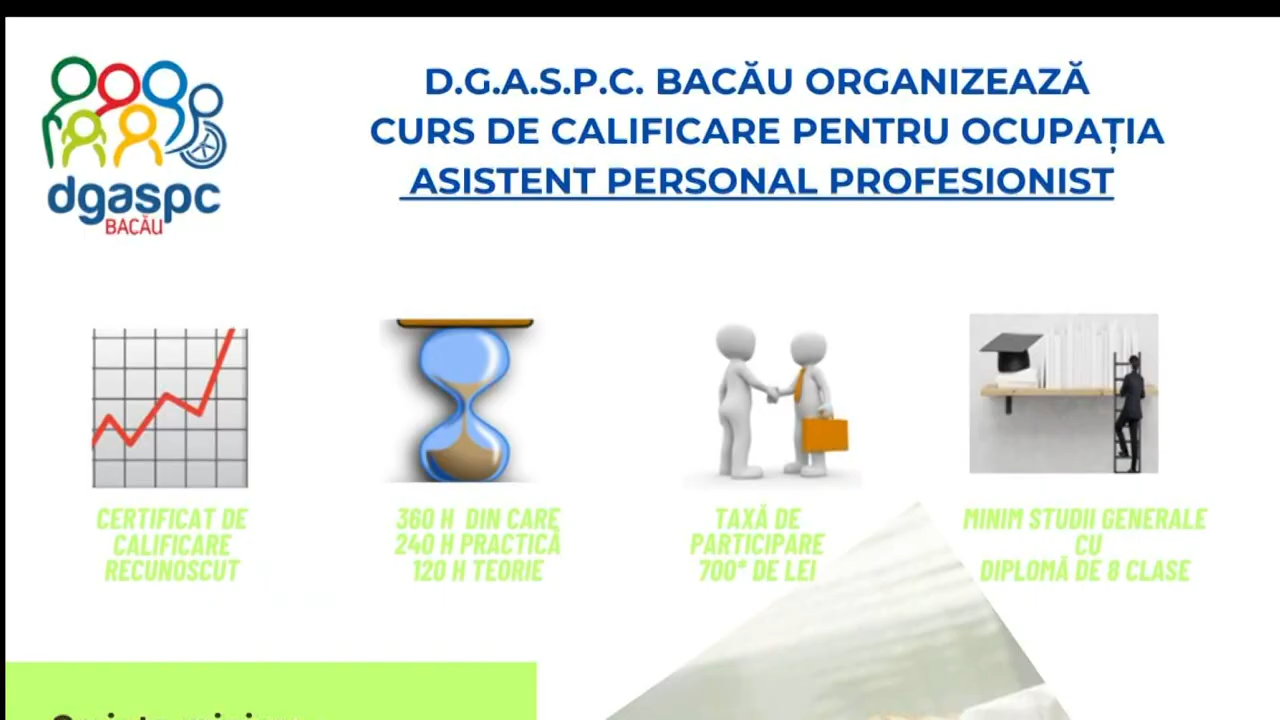 dgaspc
BACĂU
D.G.A.S.P.C. BACĂU ORGANIZEAZĂ
CURS DE CALIFICARE PENTRU OCUPAȚIA
ASISTENT PERSONAL PROFESIONIST
CERTIFICAT DE
CALIFICARE
RECUNOSCUT
360 H DIN CARE
240 H PRACTICĂ
120 H TEORIE
TAXĂ DE
PARTICIPARE
700* DE LEI
MINIM STUDII GENERALE
CU
DIPLOMĂ DE 8 CLASE